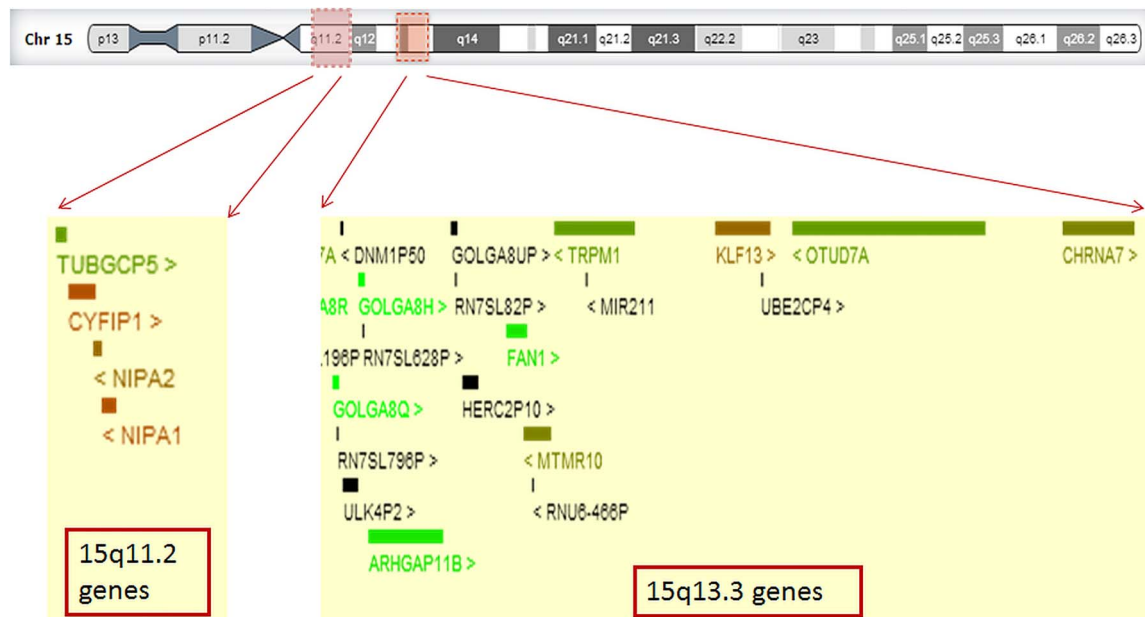 Chr 15 p13 p11.2 q11.2 q12 q14 q21.1 q21.2 q21.3 q22.2 q23 q25.1 q25.2 q25.3 q26.1 q26.2 q26.3
TUBGCP5 >
CYFIP1 >
< NIPA2
< NIPA1
15q11.2
genes
7A < DNM1P50 GOLGA8UP > < TRPM1 KLF13 > < OTUD7A CHRNA7 >
A8R GOLGA8H > RN7SL82P > < MIR211 UBE2CP4 >
.196P RN7SL628P > FAN1 >
GOLGA8Q > HERC2P10 >
RN7SL796P > < MTMR10
ULK4P2 > < RNU6-466P
ARHGAP11B >
15q13.3 genes